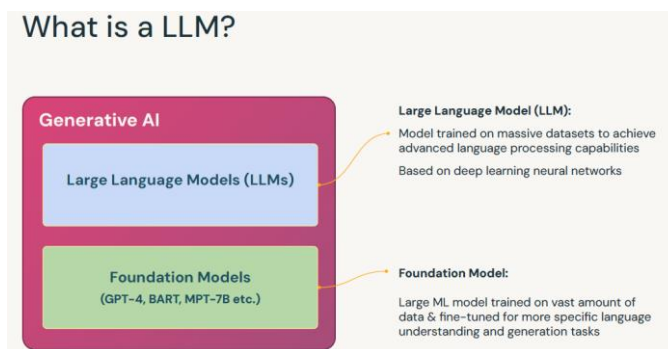 What is a LLM?
Generative AI
Large Language Models (LLMs)
Foundation Models
(GPT-4, BART, MPT-7B etc.)
Large Language Model (LLM):
Model trained on massive datasets to achieve
advanced language processing capabilities
Based on deep learning neural networks
Foundation Model:
Large ML model trained on vast amount of
data & fine-tuned for more specific language
understanding and generation tasks